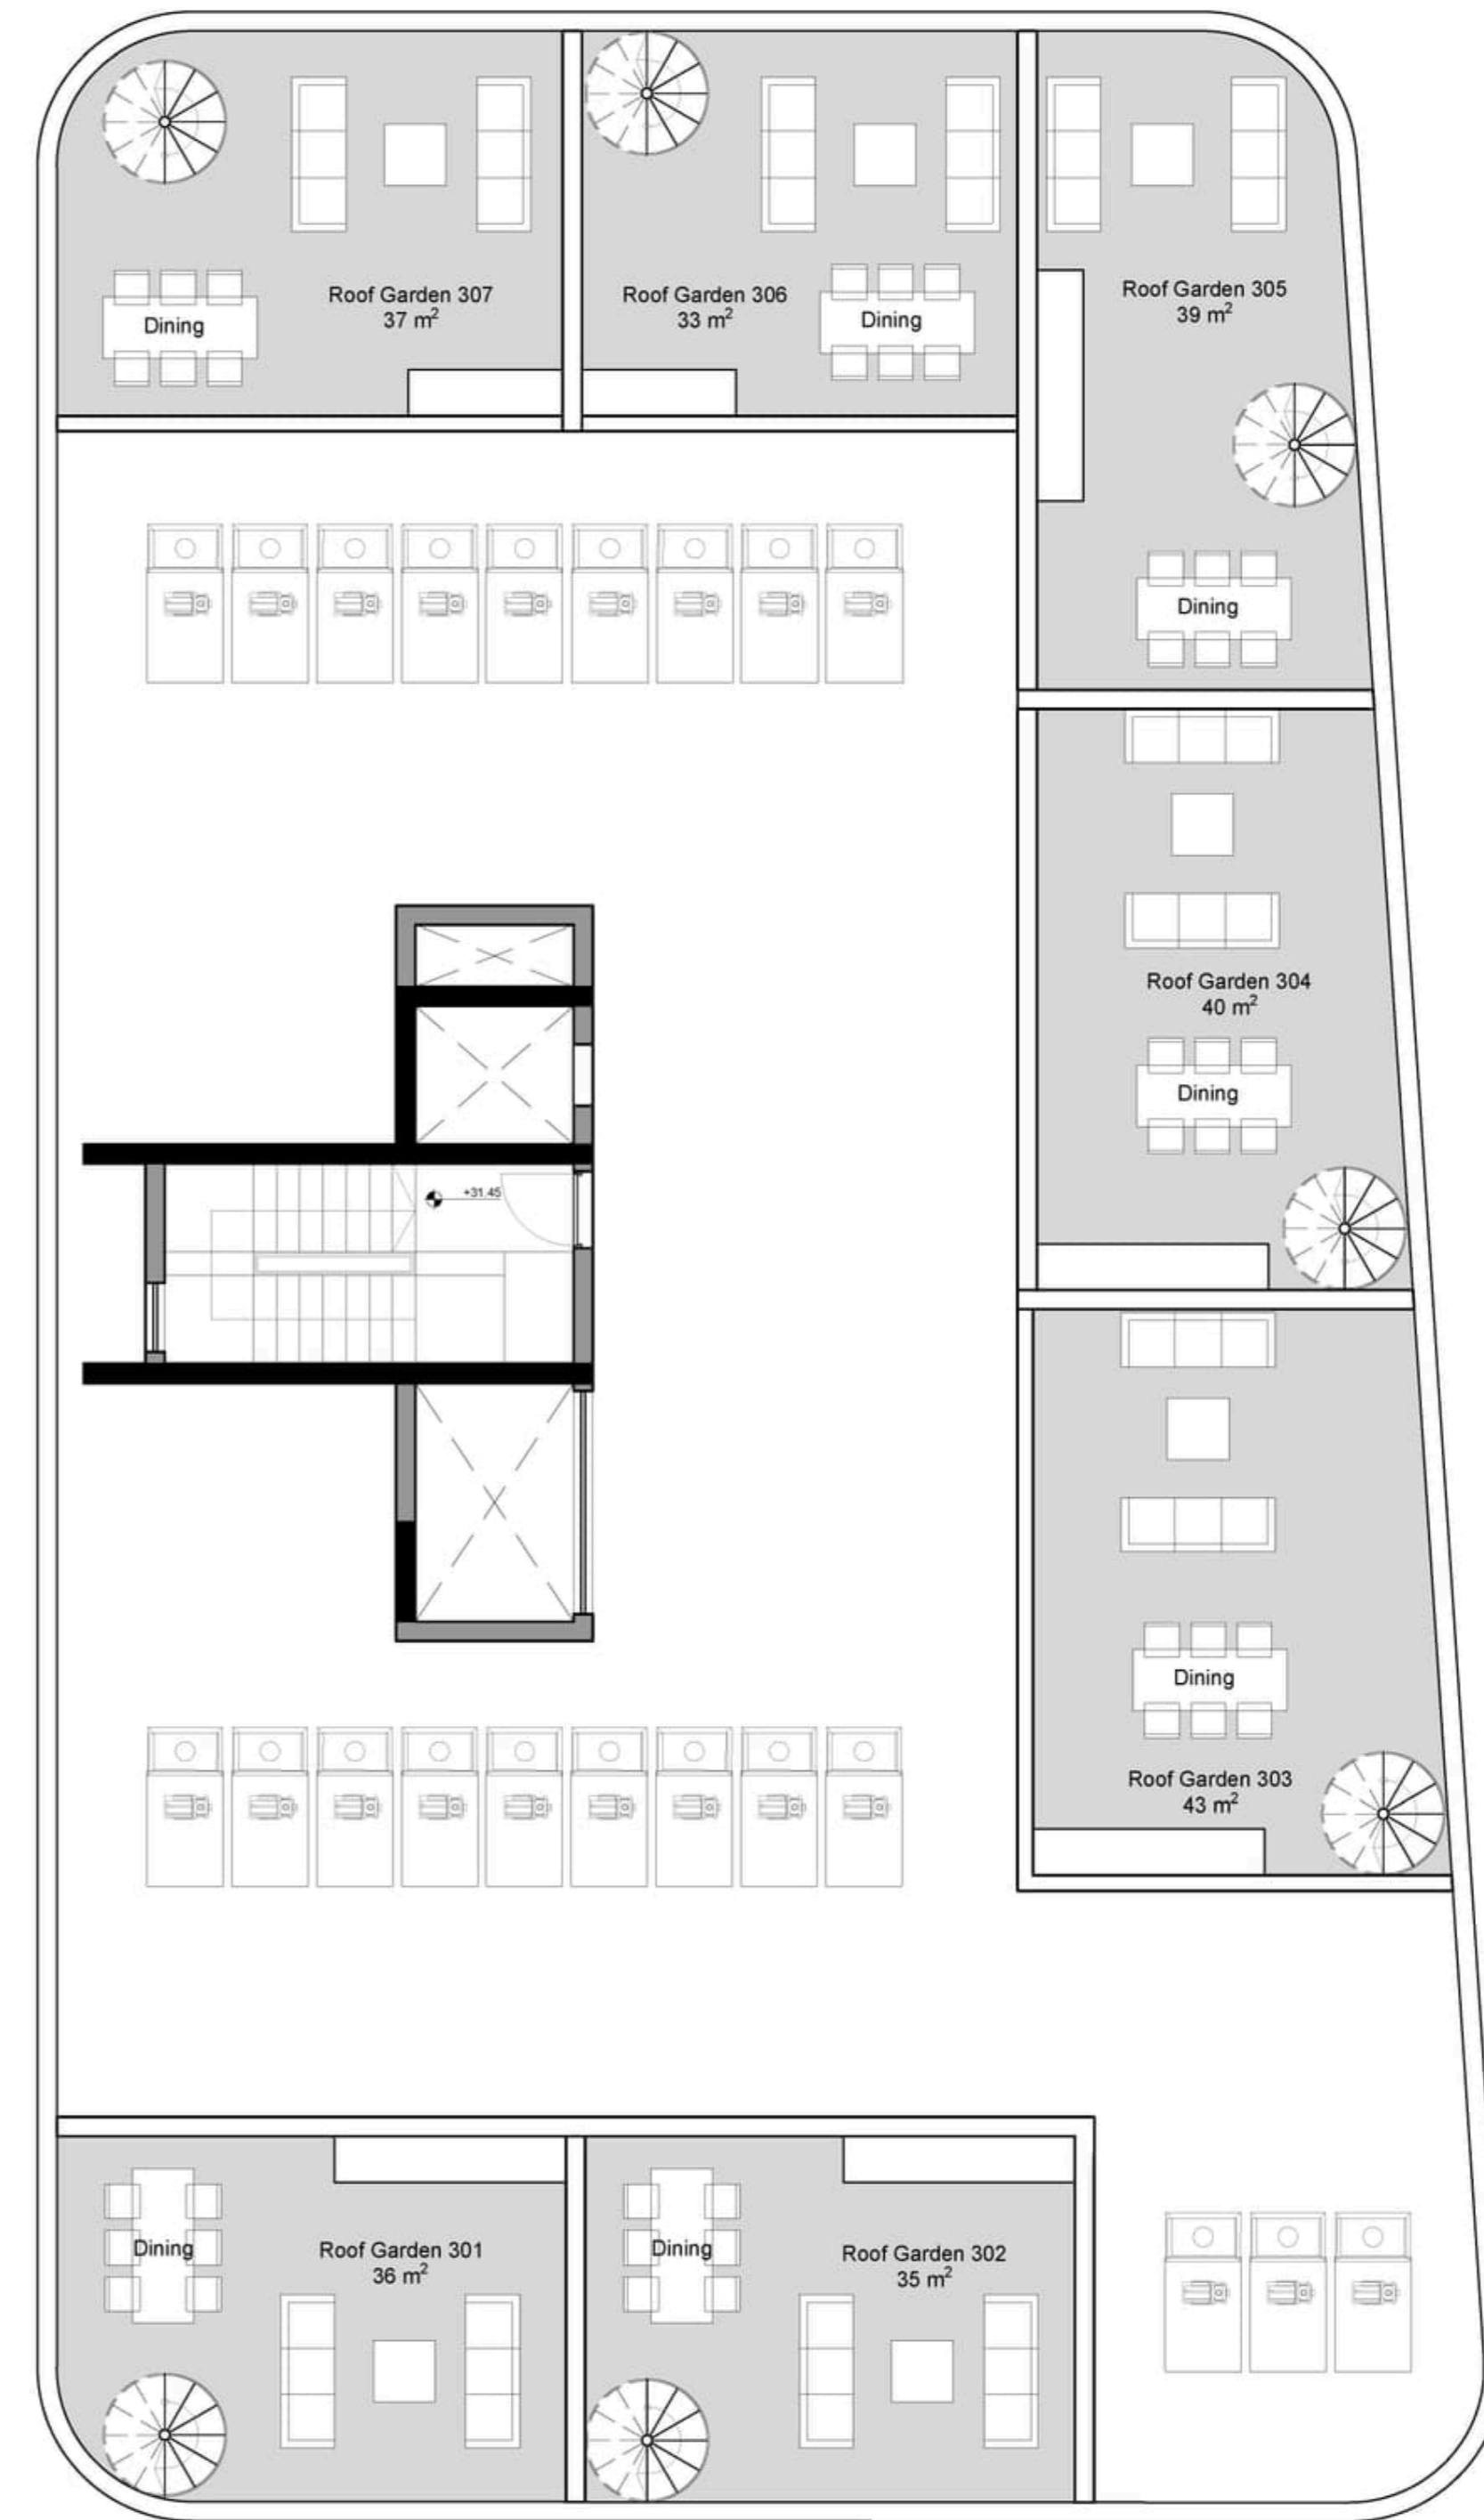 Roof Garden 307
37 m²
Dining
Roof Garden 306
33 m²
Dining
Roof Garden 305
39 m²
Dining
Roof Garden 304
40 m²
Dining
+31.45
Dining
Roof Garden 303
43 m²
Dining
Roof Garden 301
36 m²
Dining
Roof Garden 302
35 m²